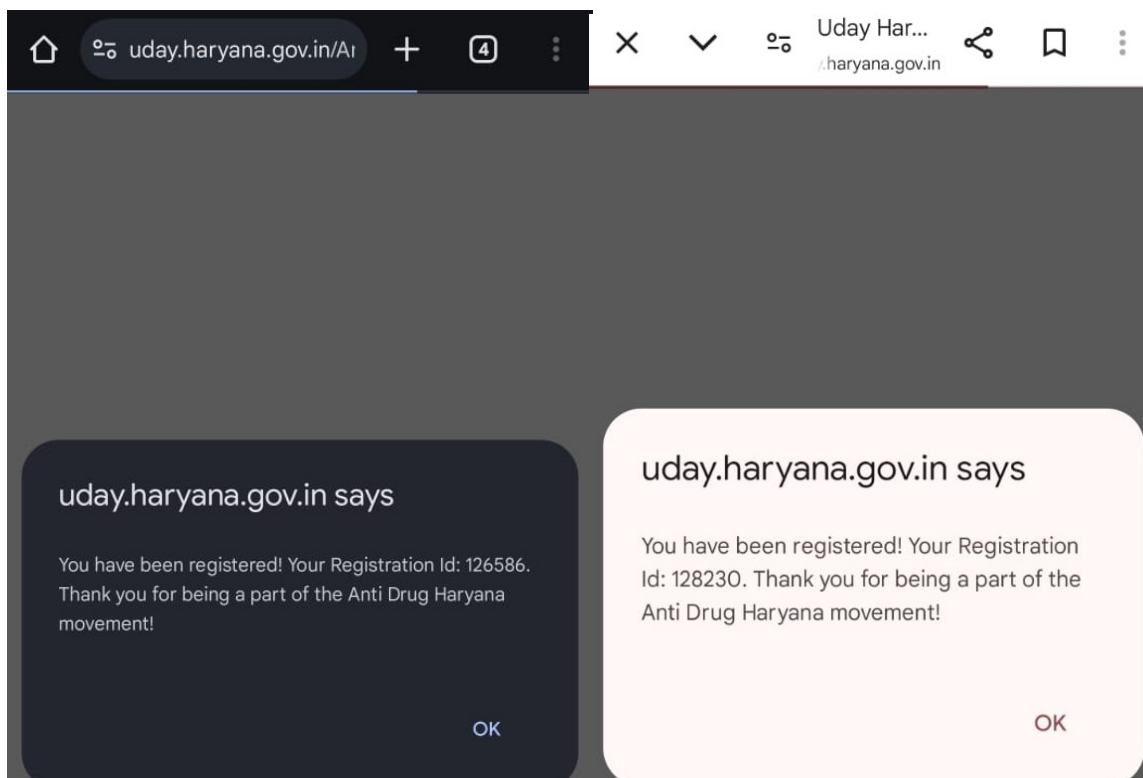 uday.haryana.gov.in/Ar
4
uday.haryana.gov.in says
You have been registered! Your Registration Id: 126586.
Thank you for being a part of the Anti Drug Haryana
movement!
OK
Uday Har...
.haryana.gov.in
uday.haryana.gov.in says
You have been registered! Your Registration
Id: 128230. Thank you for being a part of the
Anti Drug Haryana movement!
OK